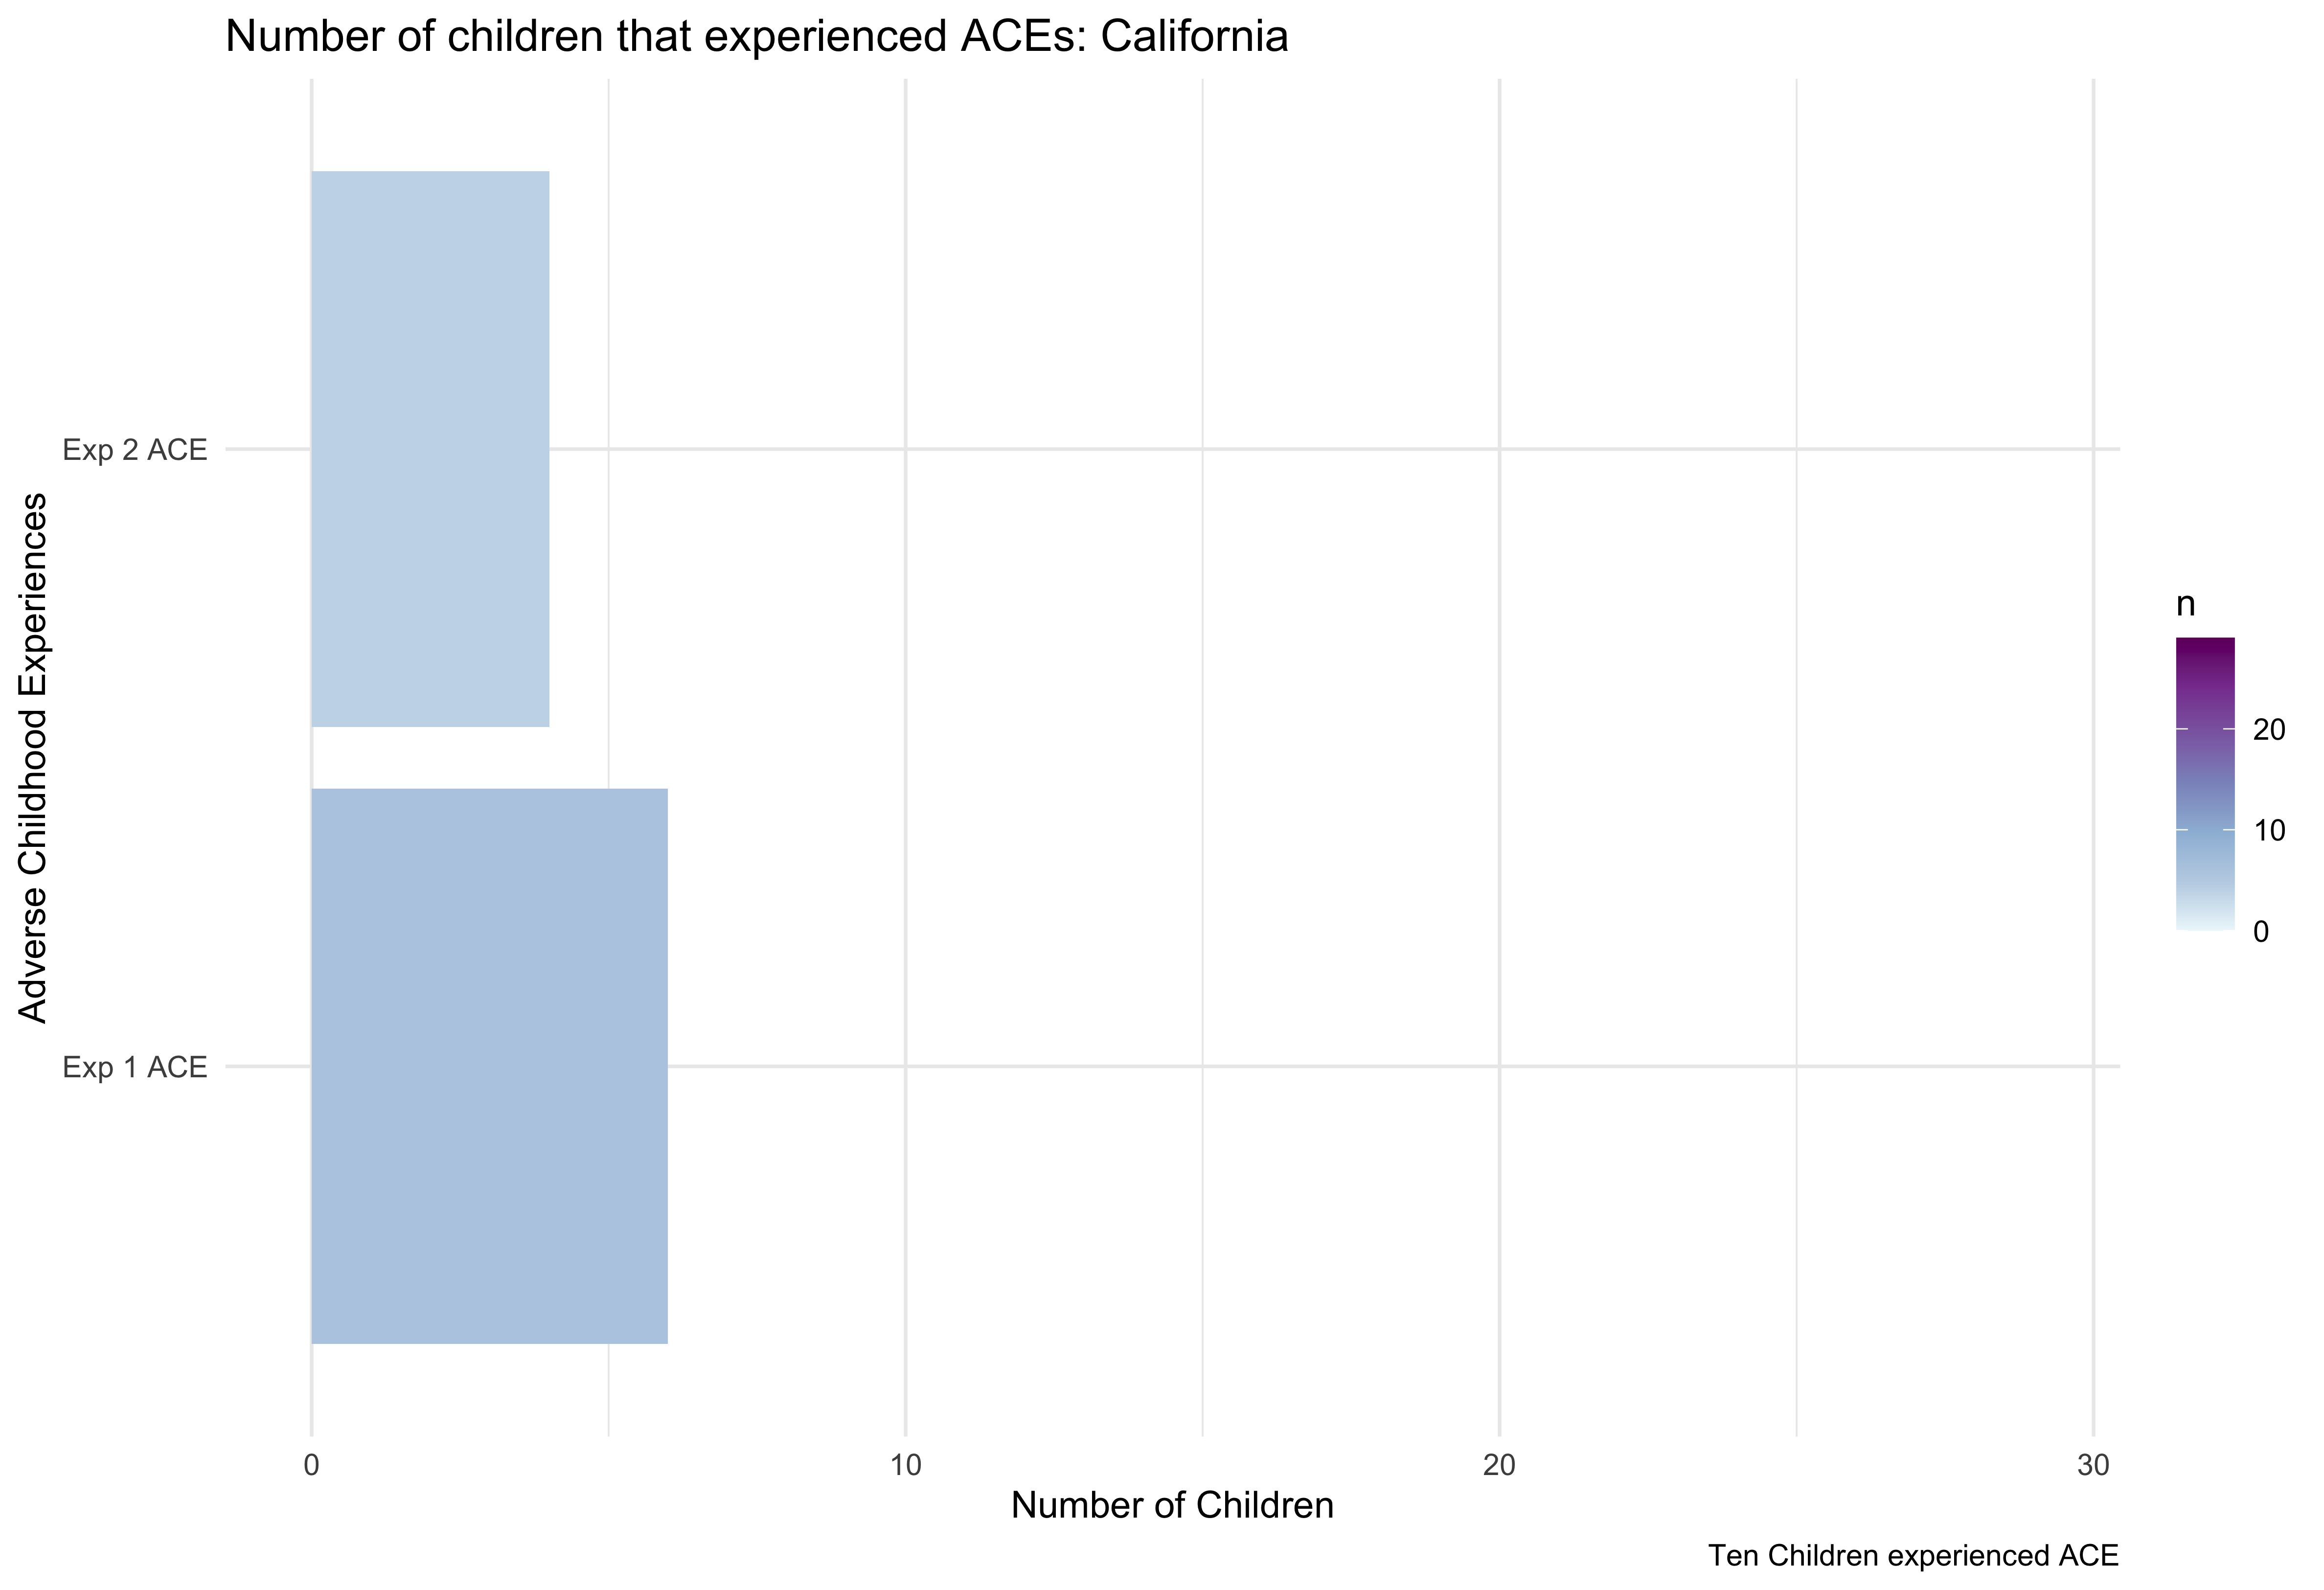 Number of children that experienced ACEs: California
Adverse Childhood Experiences
Exp 2 ACE
Exp 1 ACE
0
10
20
30
Number of Children
n
20
10
0
Ten Children experienced ACE